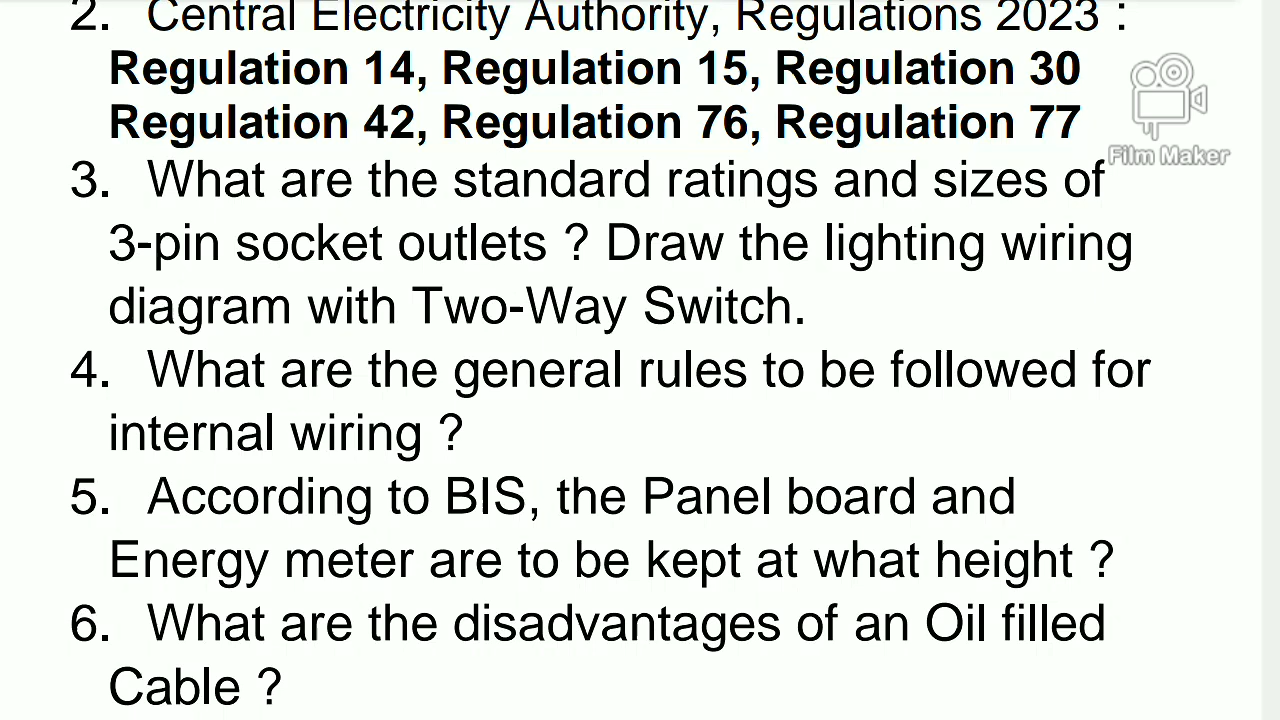 2. Central Electricity Authority, Regulations 2023 :
Regulation 14, Regulation 15, Regulation 30
Regulation 42, Regulation 76, Regulation 77
Film Maker
3. What are the standard ratings and sizes of
3-pin socket outlets ? Draw the lighting wiring
diagram with Two-Way Switch.
4. What are the general rules to be followed for
internal wiring ?
5. According to BIS, the Panel board and
Energy meter are to be kept at what height ?
6. What are the disadvantages of an Oil filled
Cable ?